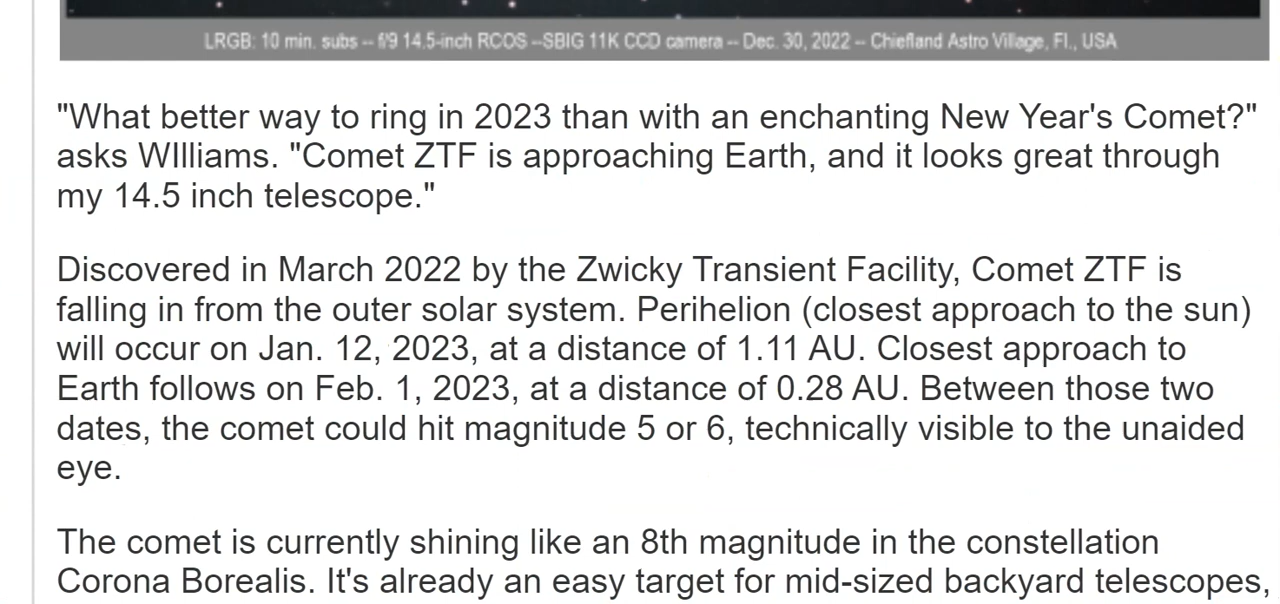 LRGB: 10 min. subs -- f/9 14.5-inch RCOS --SBIG 11K CCD camera -- Dec. 30, 2022 -- Chiefland Astro Village, Fl., USA
"What better way to ring in 2023 than with an enchanting New Year's Comet?"
asks WIlliams. "Comet ZTF is approaching Earth, and it looks great through
my 14.5 inch telescope."
Discovered in March 2022 by the Zwicky Transient Facility, Comet ZTF is
falling in from the outer solar system. Perihelion (closest approach to the sun)
will occur on Jan. 12, 2023, at a distance of 1.11 AU. Closest approach to
Earth follows on Feb. 1, 2023, at a distance of 0.28 AU. Between those two
dates, the comet could hit magnitude 5 or 6, technically visible to the unaided
eye.
The comet is currently shining like an 8th magnitude in the constellation
Corona Borealis. It's already an easy target for mid-sized backyard telescopes,